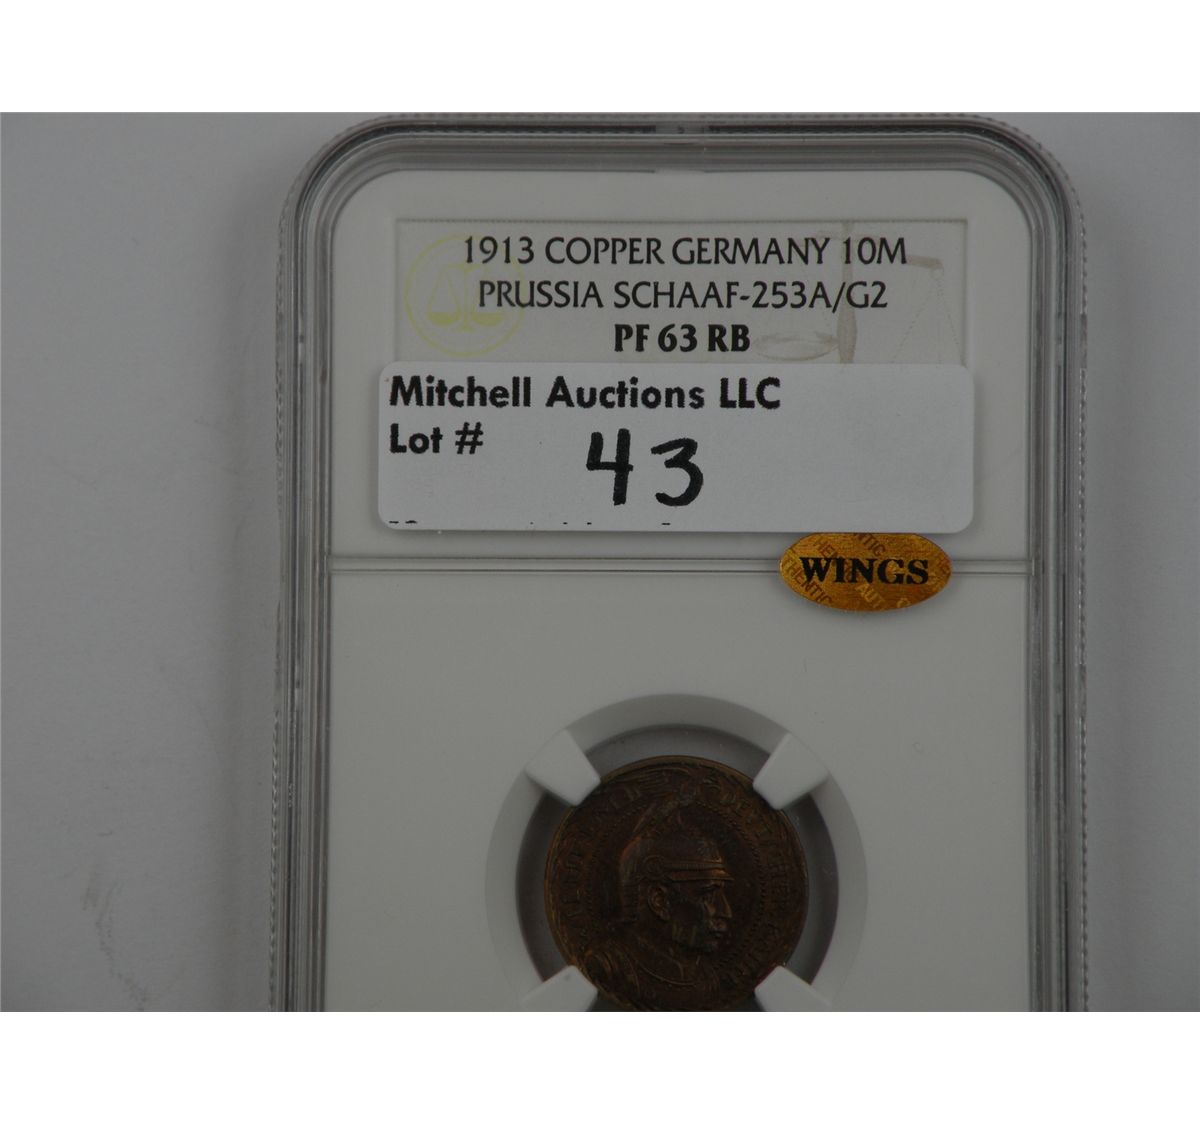 1913 COPPER GERMANY 10M
PRUSSIA SCHAAF-253A/G2
PF 63 RB
Mitchell Auctions LLC
Lot # 43
WINGS